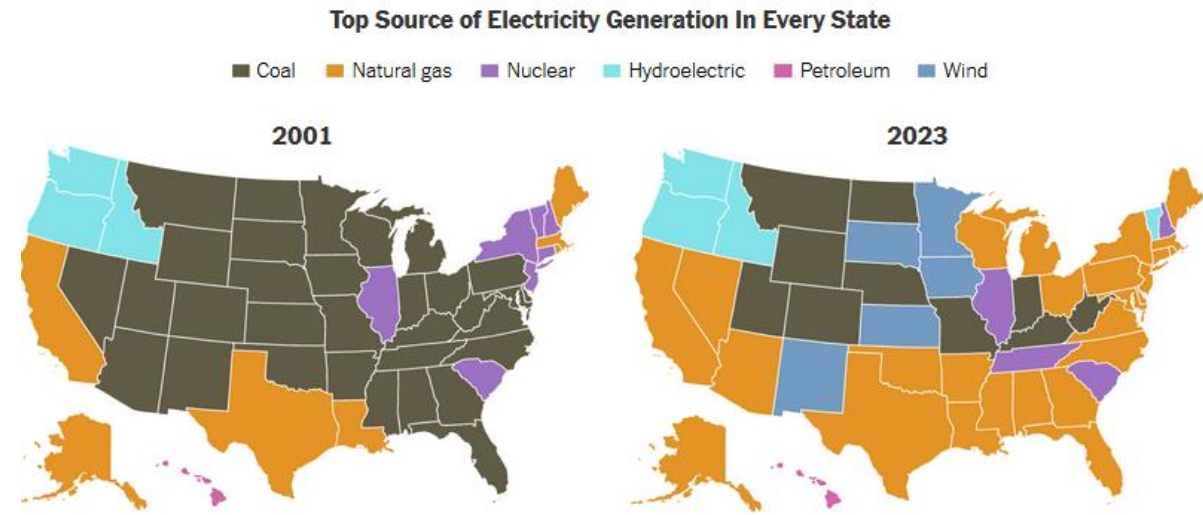 Top Source of Electricity Generation In Every State
Coal Natural gas Nuclear Hydroelectric Petroleum Wind
2001 2023